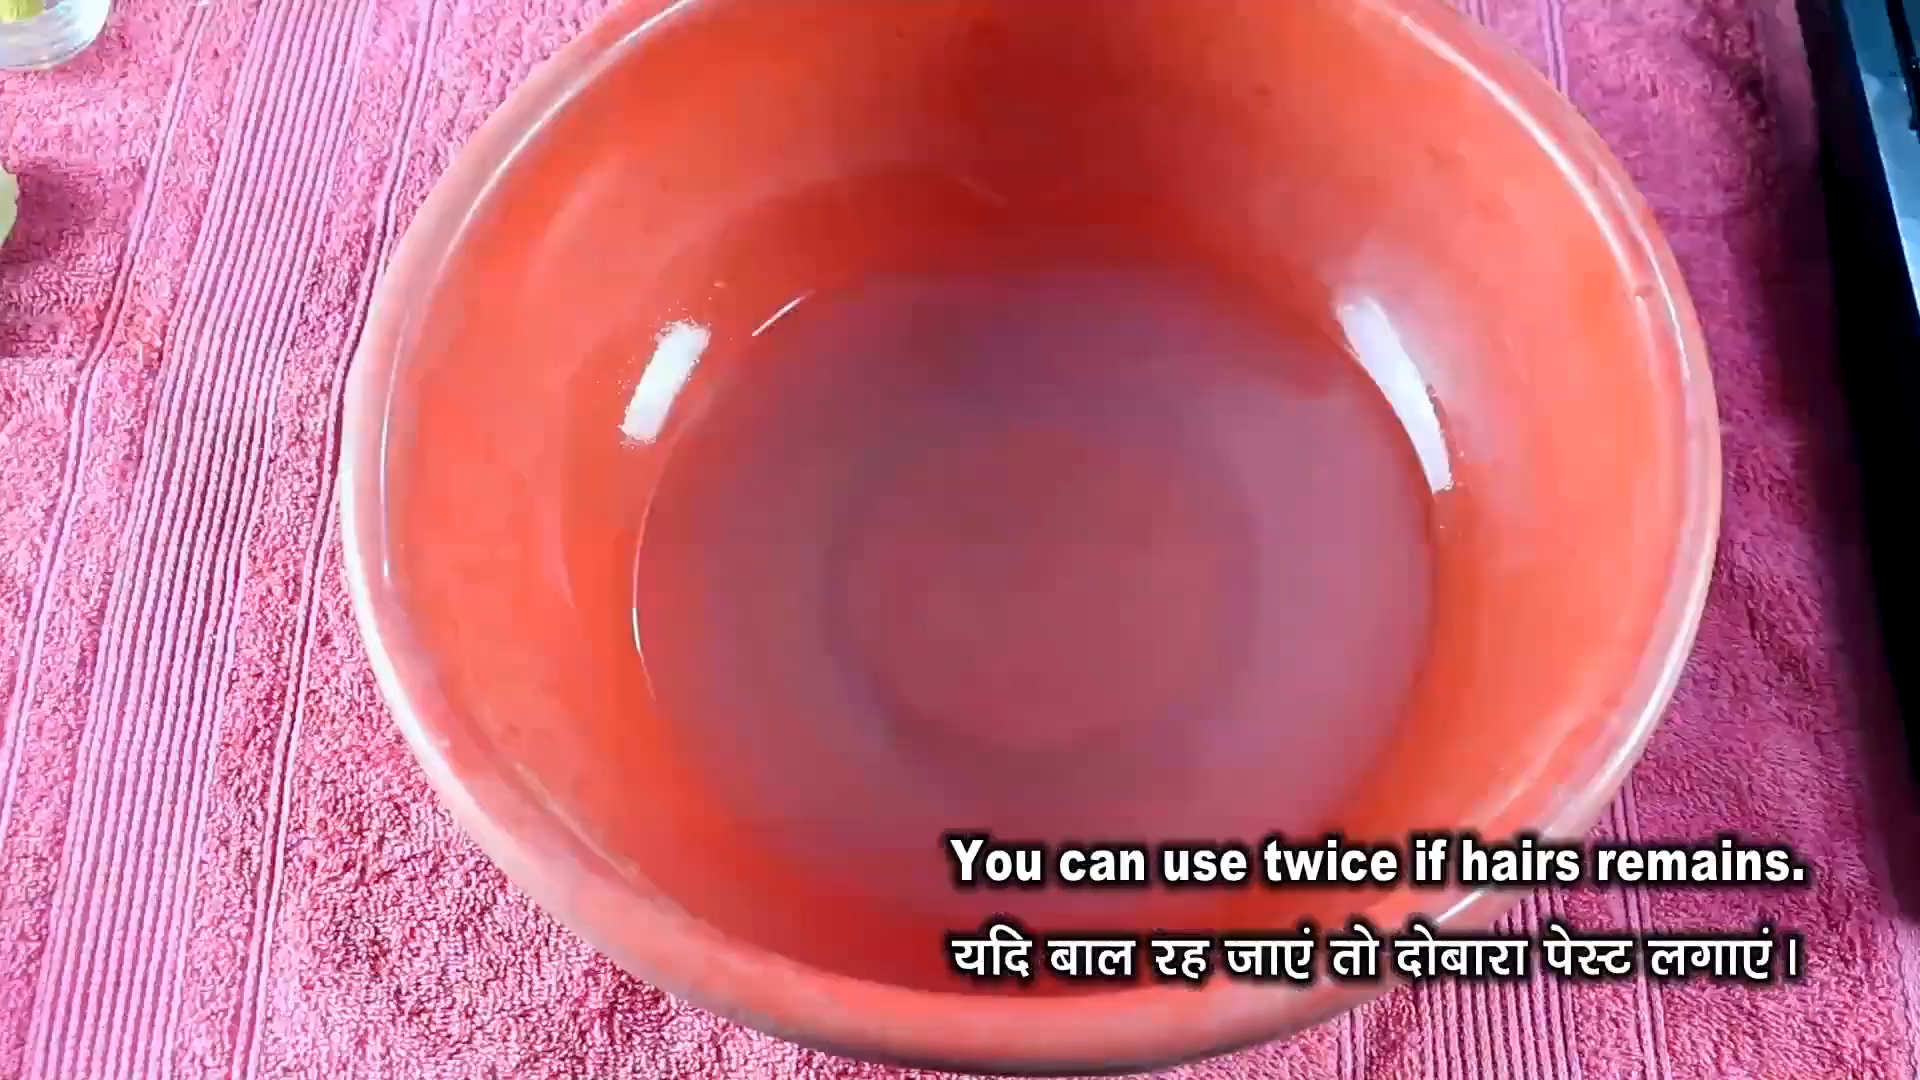 You can use twice if hairs remains.
यदि बाल रह जाएं तो दोबारा पेस्ट लगाएं।